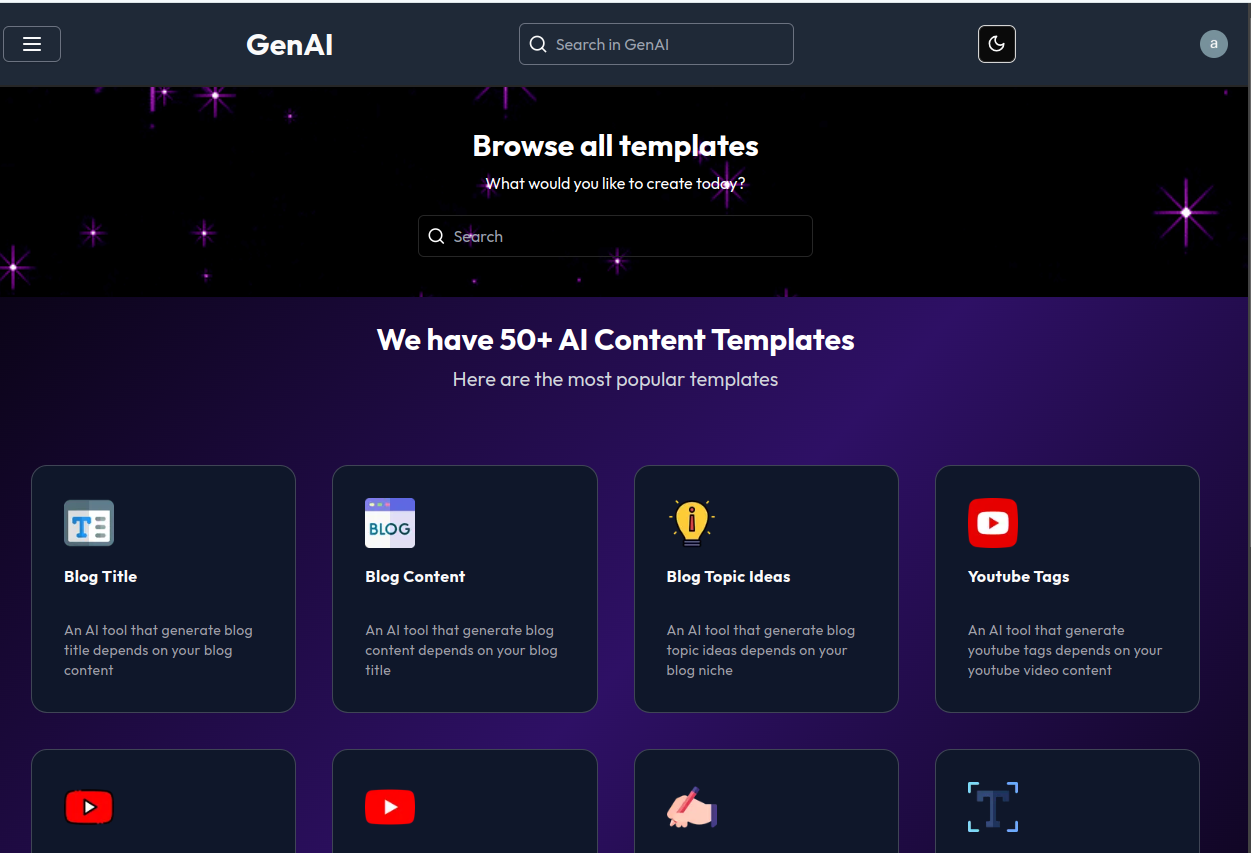 GenAI
Search in GenAI
a
Browse all templates
What would you like to create today?
Search
We have 50+ AI Content Templates
Here are the most popular templates
T
BLOG
Blog Title
Blog Content
Blog Topic Ideas
Youtube Tags
An AI tool that generate blog
title depends on your blog
content
An AI tool that generate blog
content depends on your blog
title
An AI tool that generate blog
topic ideas depends on your
blog niche
An AI tool that generate
youtube tags depends on your
youtube video content
T